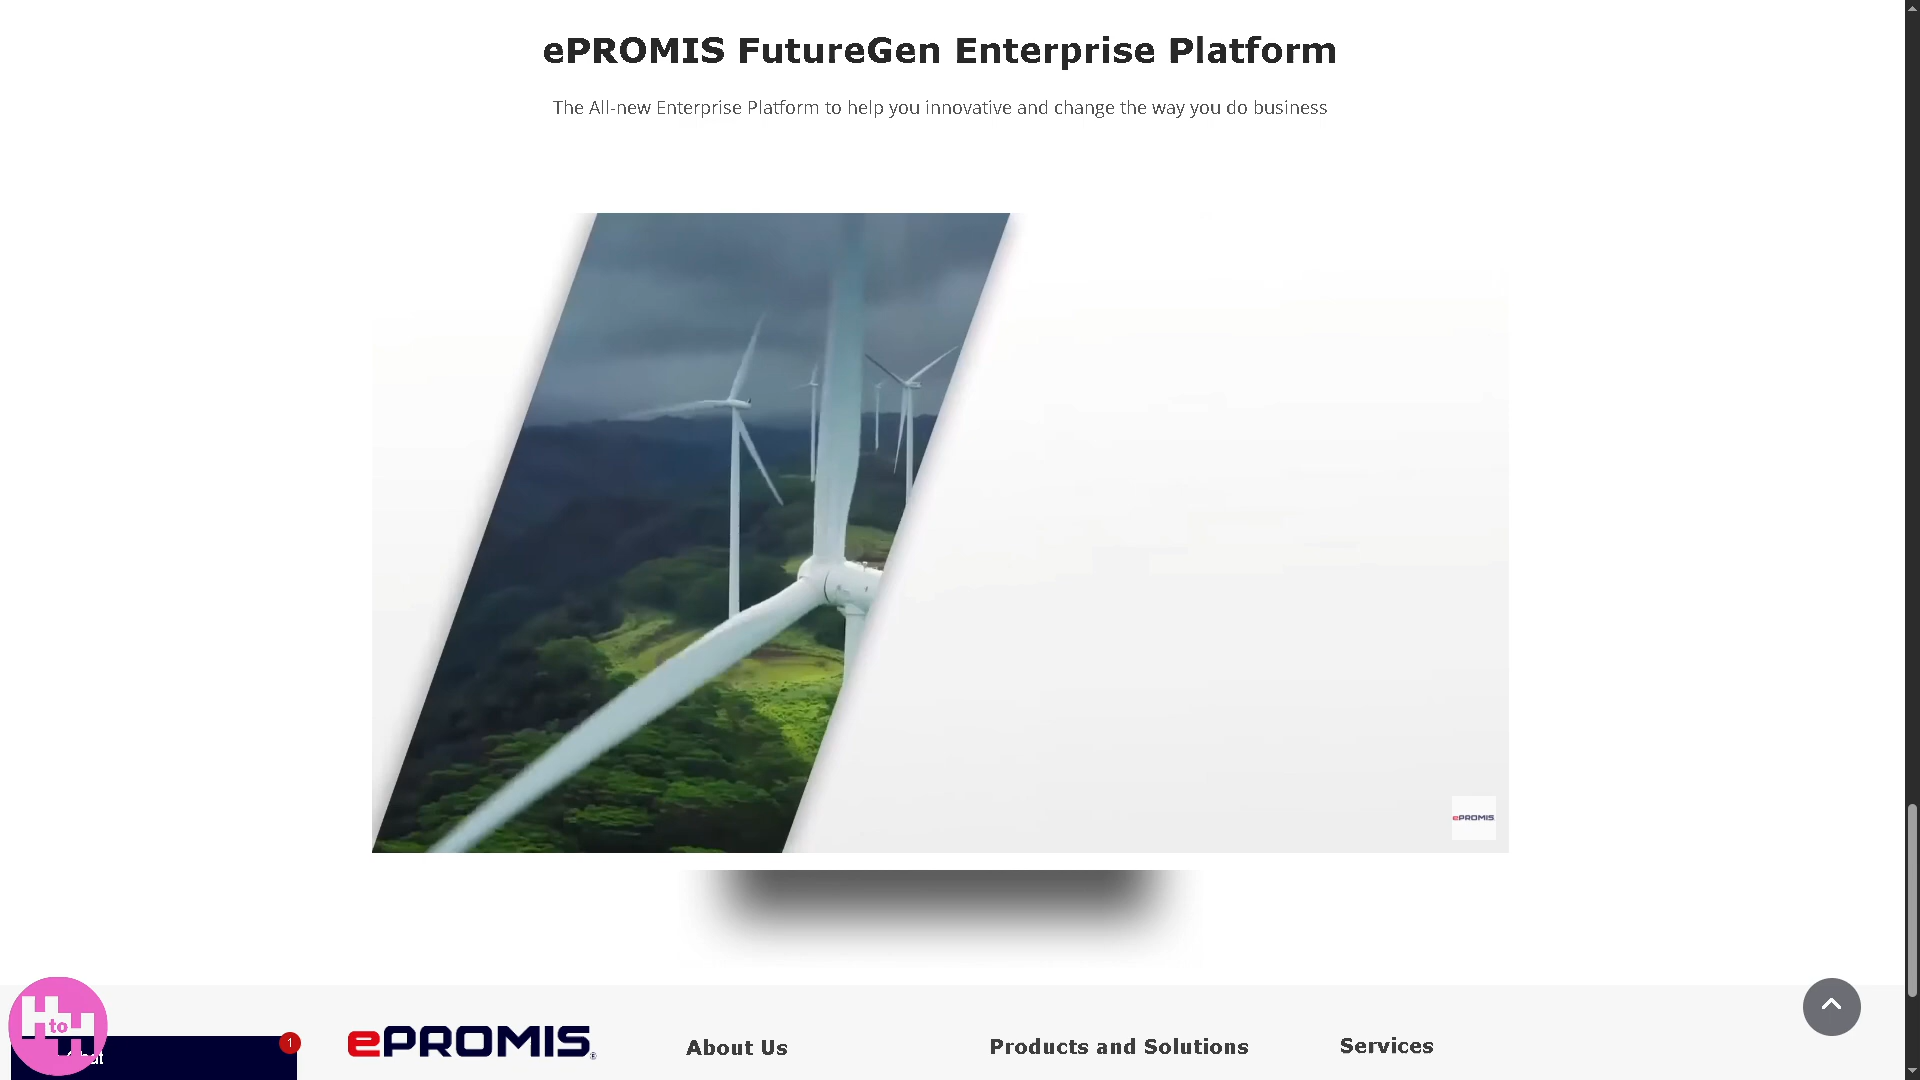 ePROMIS FutureGen Enterprise Platform
The All-new Enterprise Platform to help you innovative and change the way you do business
ePROMIS
1
H to H
ePROMIS®
About Us
Products and Solutions
Services